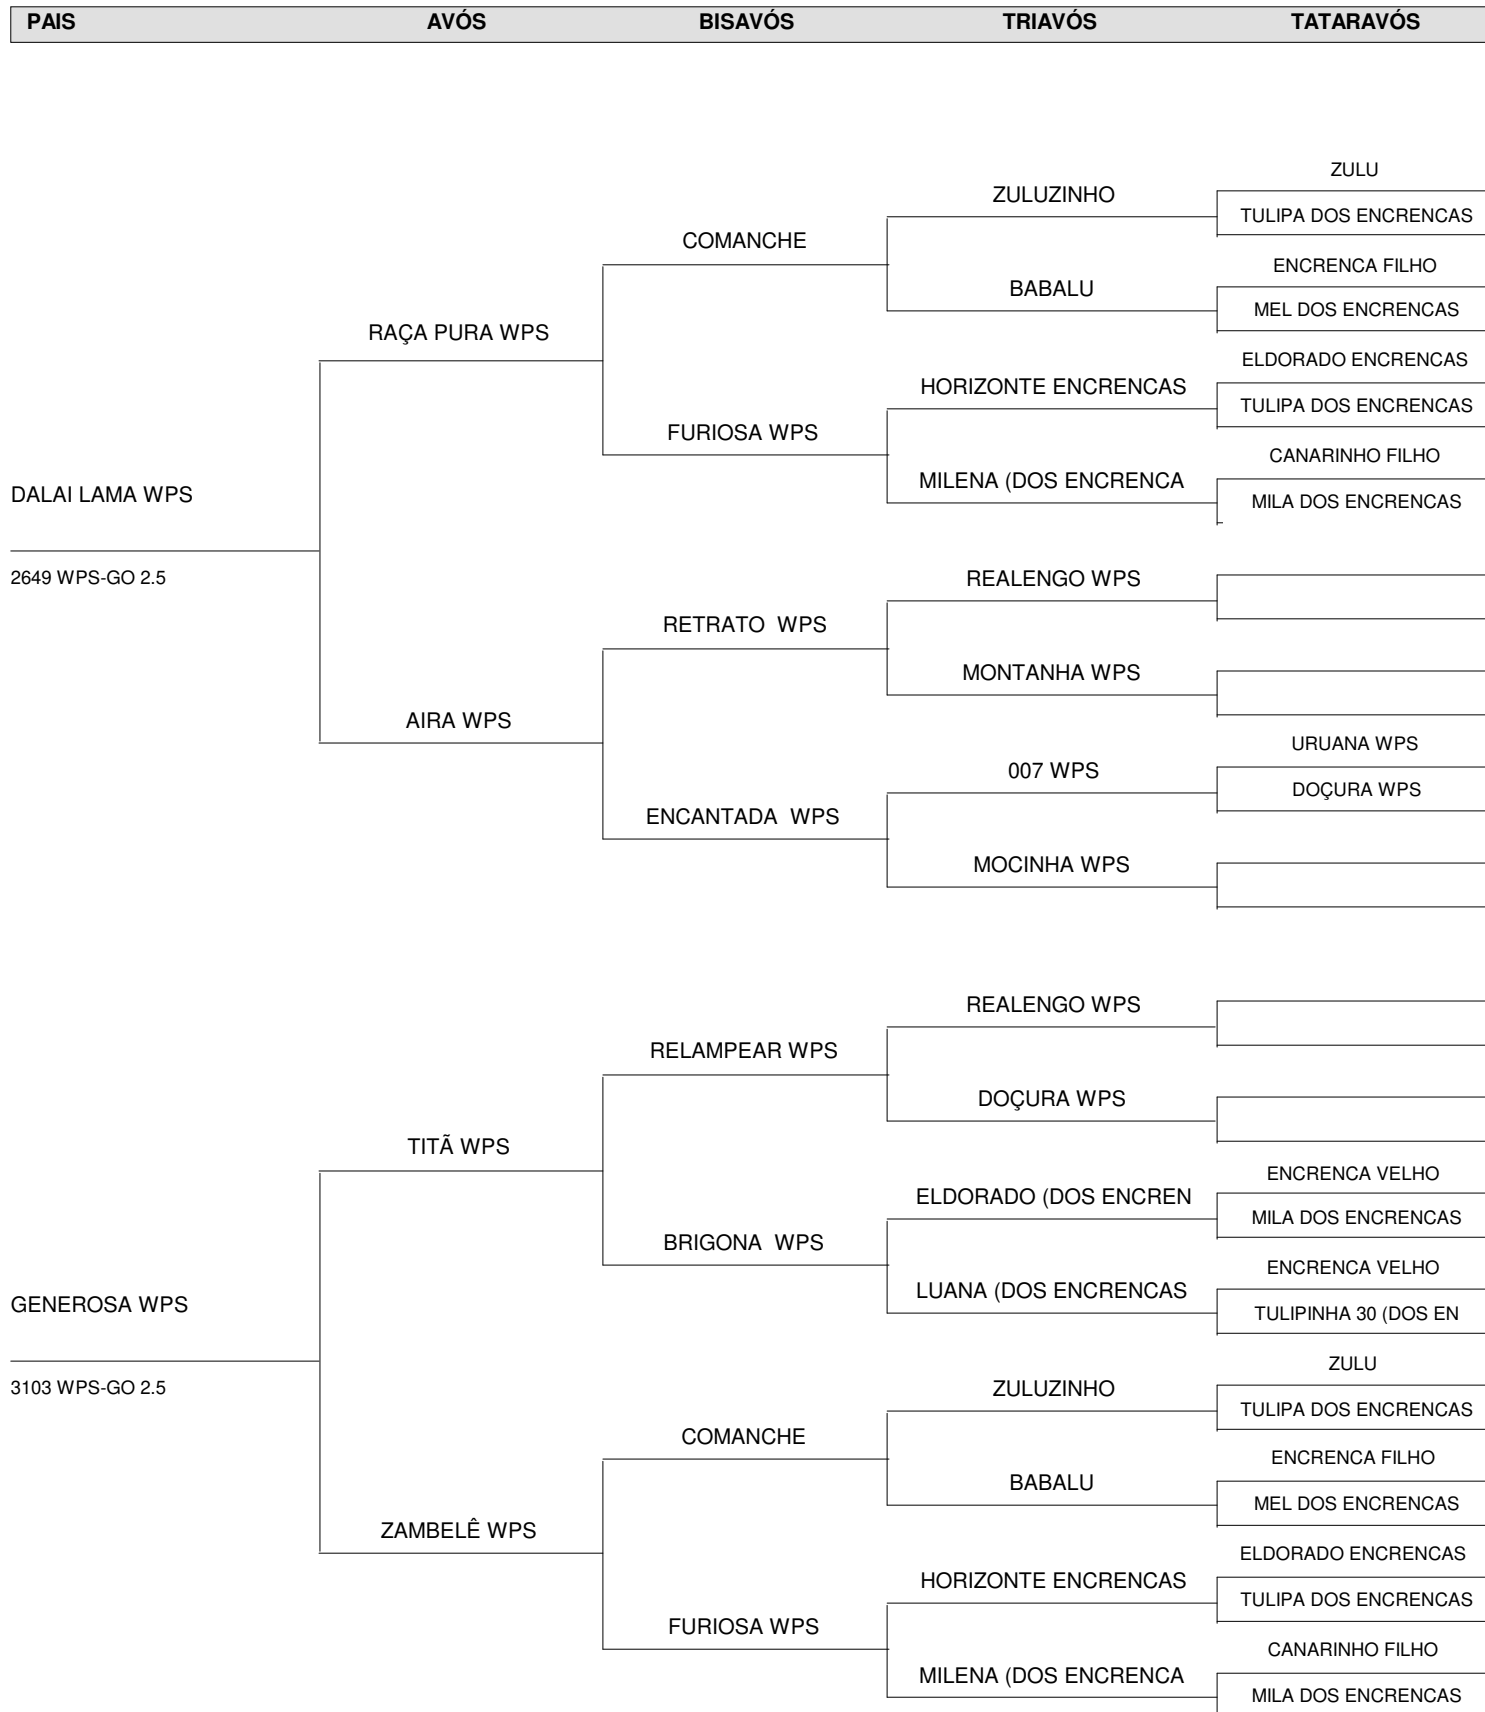 PAIS AVÓS BISAVÓS TRIAVÓS TATARAVÓS
ZULU
ZULUZINHO
TULIPA DOS ENCRENCAS
COMANCHE
ENCRENCA FILHO
BABALU
MEL DOS ENCRENCAS
RAÇA PURA WPS
ELDORADO ENCRENCAS
HORIZONTE ENCRENCAS
TULIPA DOS ENCRENCAS
FURIOSA WPS
CANARINHO FILHO
MILENA (DOS ENCRENCA
DALAI LAMA WPS
MILA DOS ENCRENCAS
2649 WPS-GO 2.5
REALENGO WPS
RETRATO WPS
MONTANHA WPS
AIRA WPS
URUANA WPS
007 WPS
DOÇURA WPS
ENCANTADA WPS
MOCINHA WPS
REALENGO WPS
RELAMPEAR WPS
DOÇURA WPS
TITÃ WPS
ENCRENCA VELHO
ELDORADO (DOS ENCREN
MILA DOS ENCRENCAS
BRIGONA WPS
ENCRENCA VELHO
LUANA (DOS ENCRENCAS
GENEROSA WPS
TULIPINHA 30 (DOS EN
ZULU
3103 WPS-GO 2.5
ZULUZINHO
TULIPA DOS ENCRENCAS
COMANCHE
ENCRENCA FILHO
BABALU
MEL DOS ENCRENCAS
ZAMBELÊ WPS
ELDORADO ENCRENCAS
HORIZONTE ENCRENCAS
TULIPA DOS ENCRENCAS
FURIOSA WPS
CANARINHO FILHO
MILENA (DOS ENCRENCA
MILA DOS ENCRENCAS